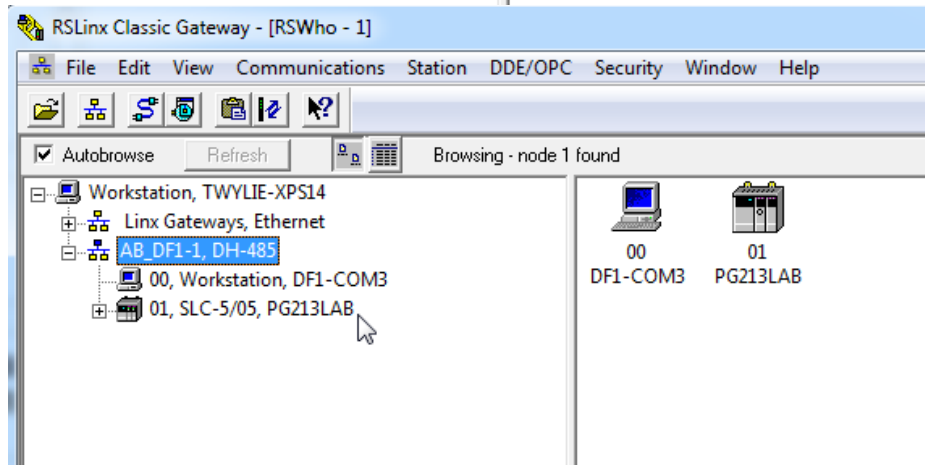 RSLinx Classic Gateway - [RSWho - 1]
File Edit View Communications Station DDE/OPC Security Window Help
Autobrowse Refresh Browsing - node 1 found
Workstation, TWYLIE-XPS14
Linx Gateways, Ethernet
AB_DF1-1, DH-485
00, Workstation, DF1-COM3
01, SLC-5/05, PG213LAB
00
DF1-COM3
01
PG213LAB